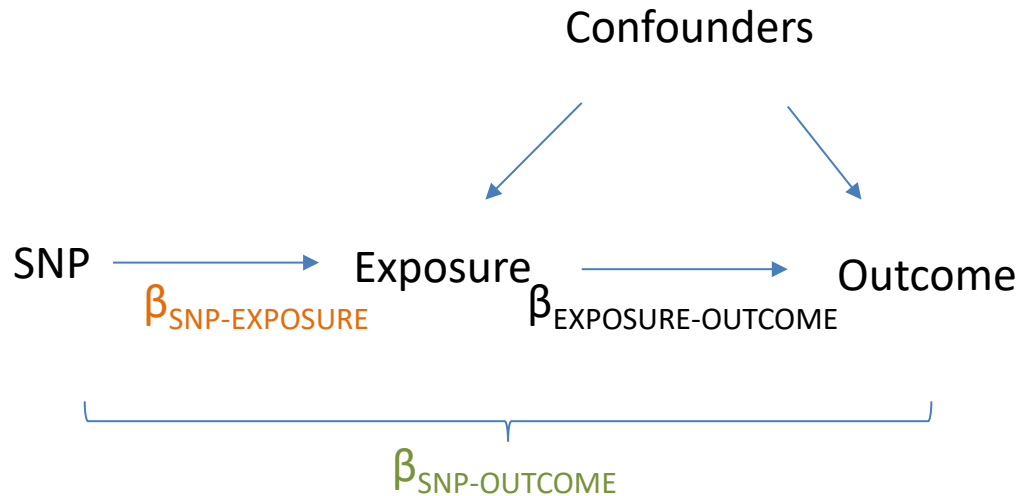 Confounders
SNP
Exposure
Outcome
βSNP-EXPOSURE
βEXPOSURE-OUTCOME
βSNP-OUTCOME